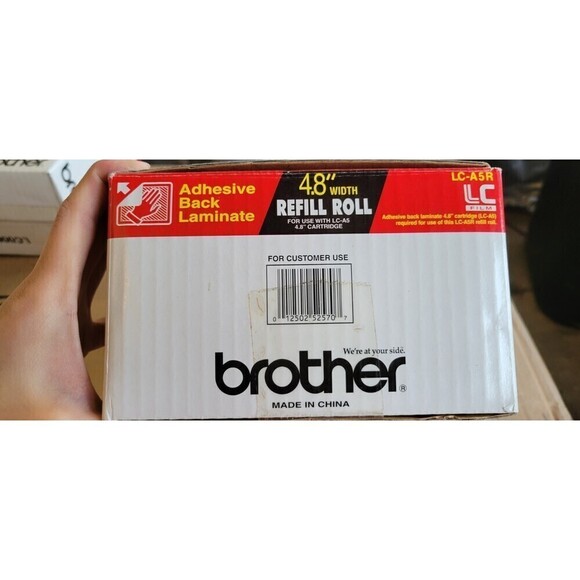 Adhesive
Back
Laminate
4.8" WIDTH
REFILL ROLL
FOR USE WITH LC-A5
4.8" CARTRIDGE
LC-A5R
LC
FILM
Adhesive back laminate 4.8" cartridge (LC-A5)
required for use of this LC-A5R refill roll.
FOR CUSTOMER USE
0 12502 52570 7
We're at your side.
brother®
MADE IN CHINA